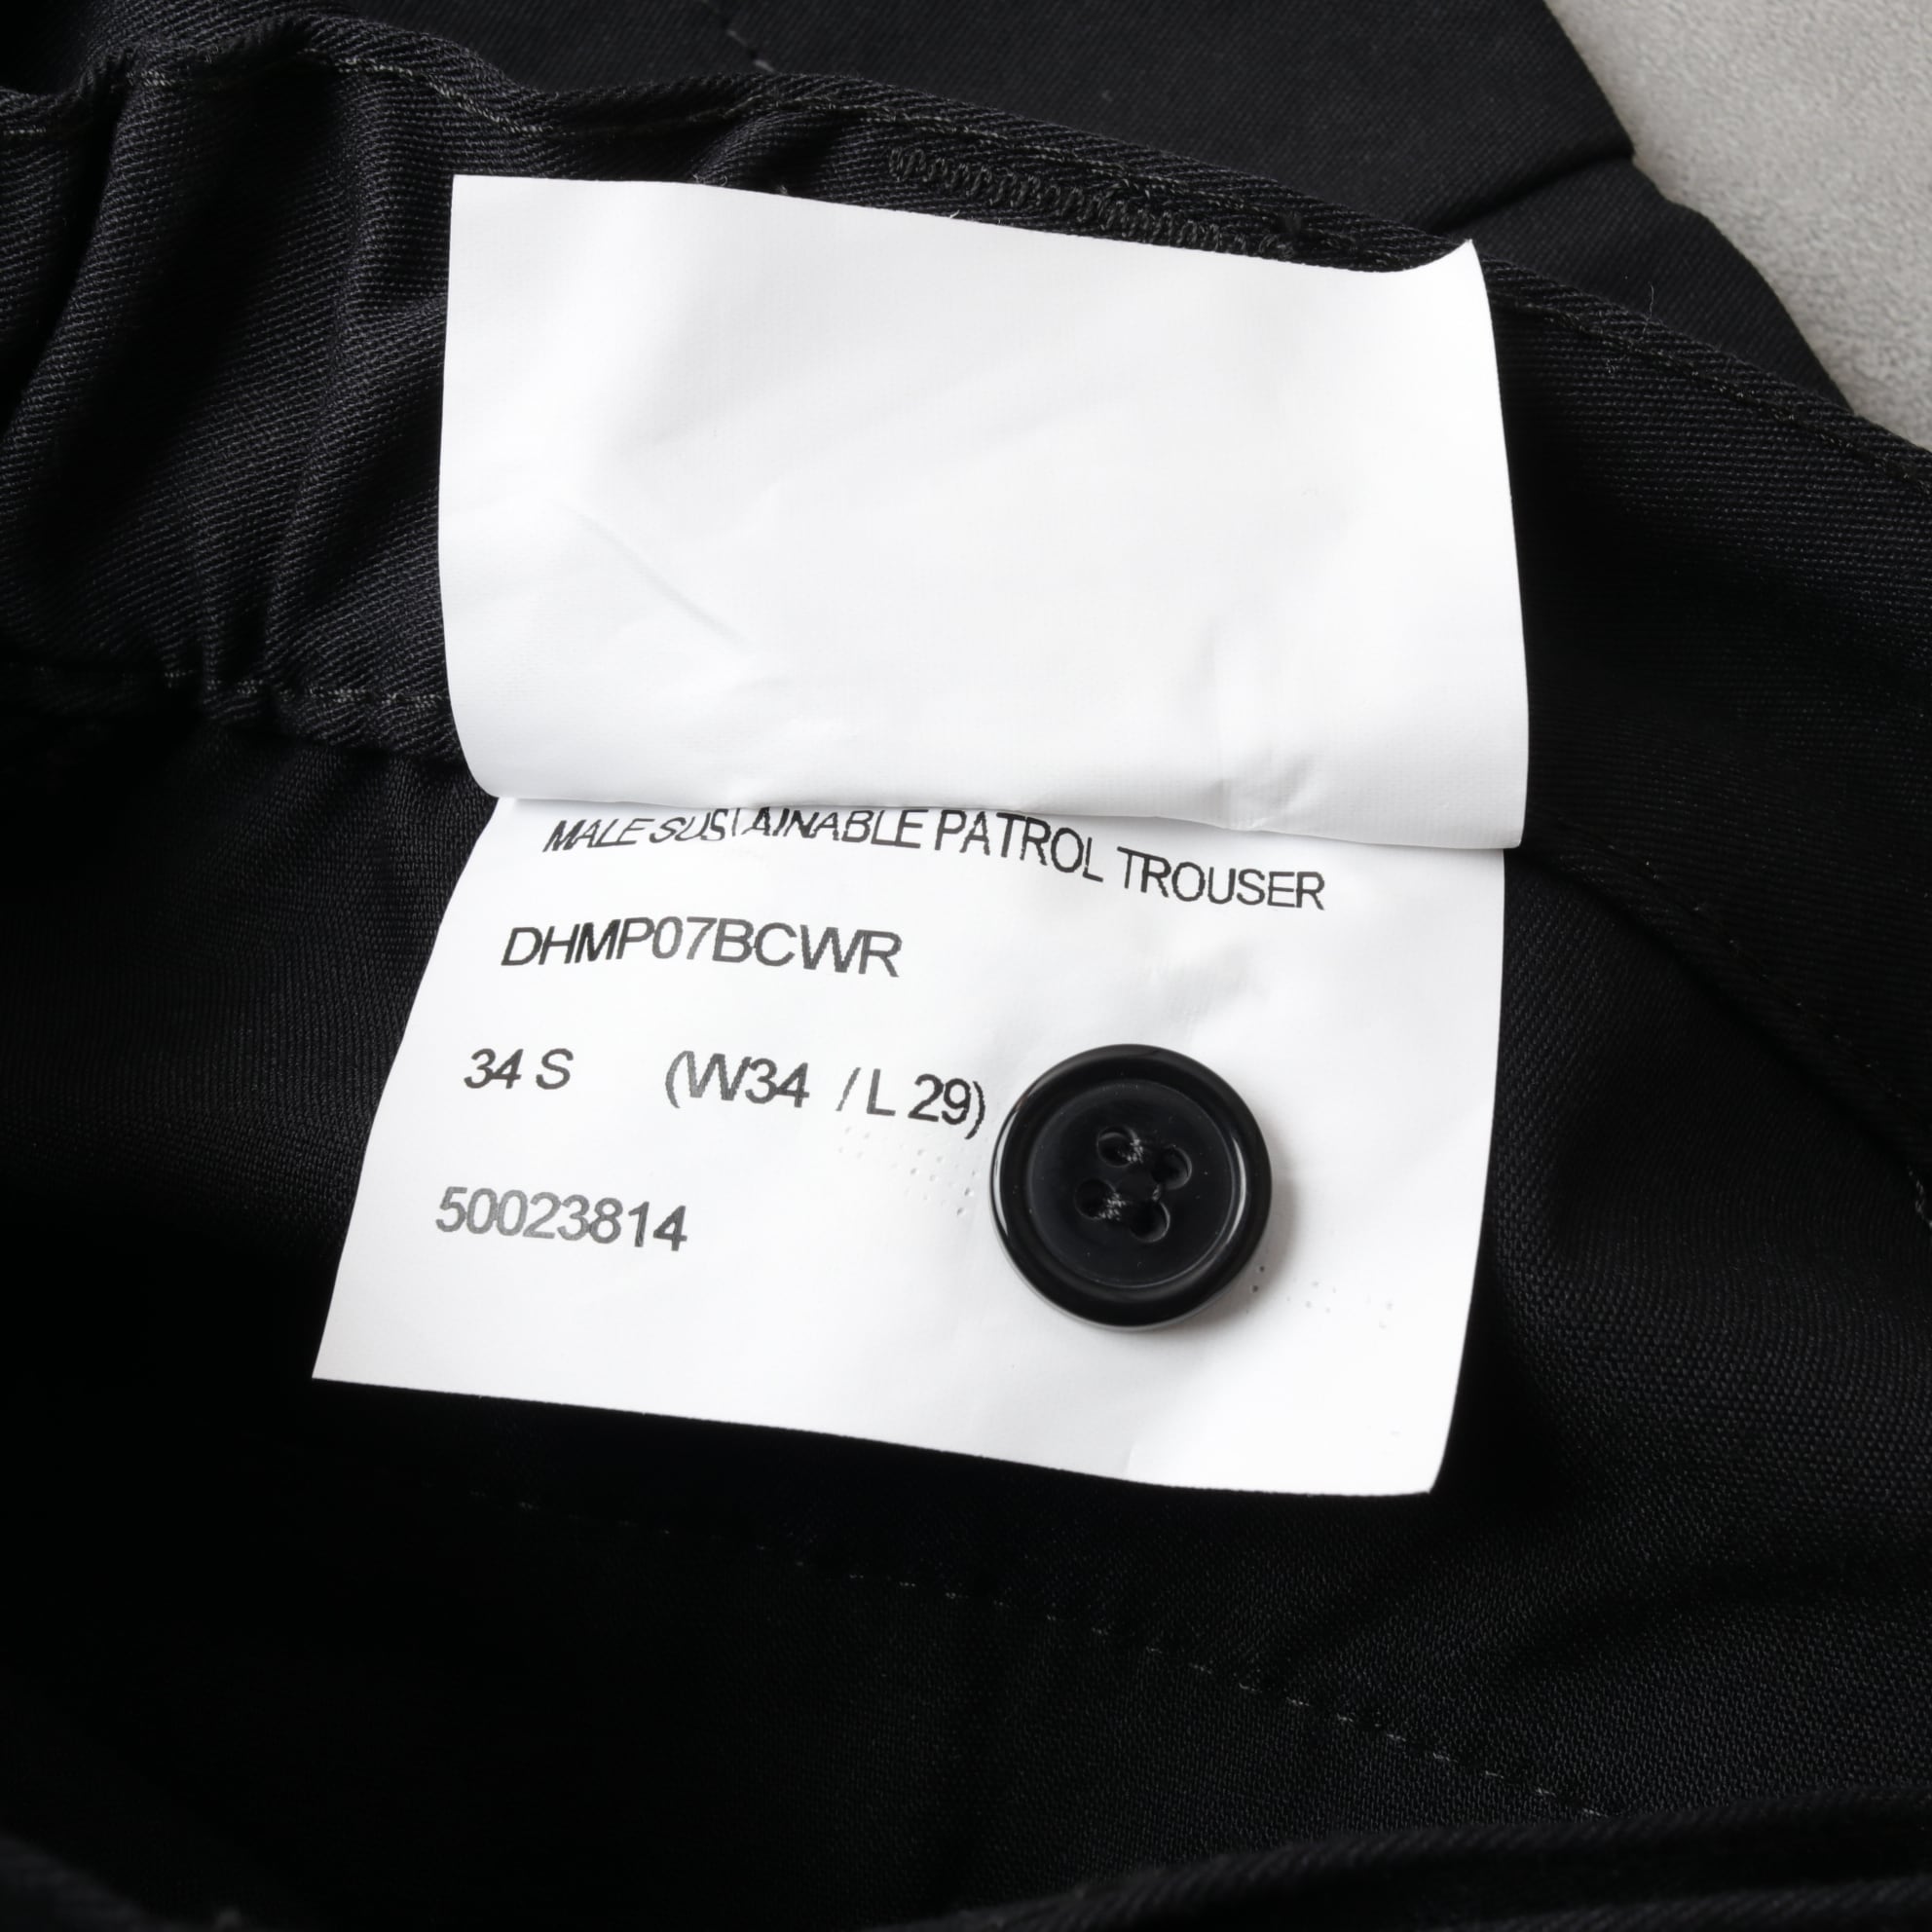 MALE SUSTAINABLE PATROL TROUSER
DHMP07BCWR
34 S (W34 / L 29)
50023814